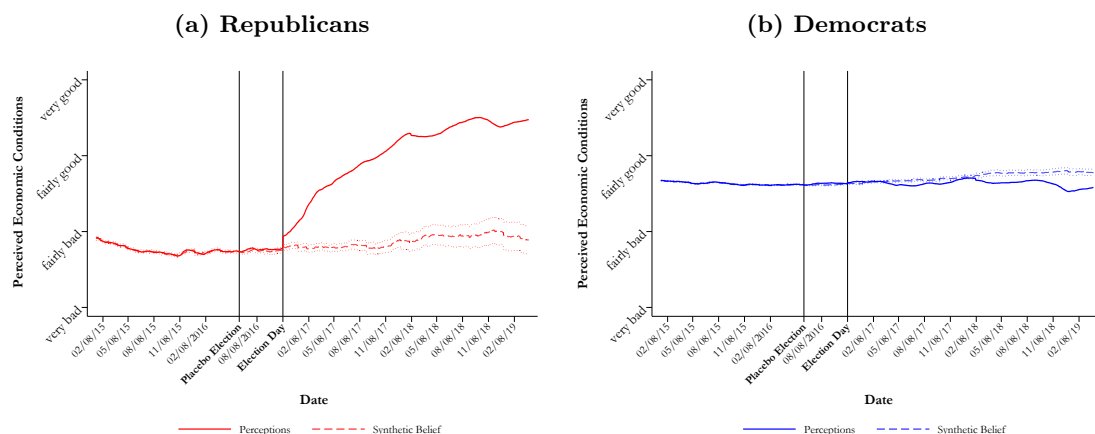 (a) Republicans
Perceived Economic Conditions
very good
fairly good
fairly bad
very bad
02/08/15
05/08/15
08/08/15
11/08/15
02/08/2016
Placebo Election
08/08/2016
Election Day
02/08/17
05/08/17
08/08/17
11/08/17
02/08/18
05/08/18
08/08/18
11/08/18
02/08/19
Date
Perceptions
Synthetic Belief
(b) Democrats
Perceived Economic Conditions
very good
fairly good
fairly bad
very bad
02/08/15
05/08/15
08/08/15
11/08/15
02/08/2016
Placebo Election
08/08/2016
Election Day
02/08/17
05/08/17
08/08/17
11/08/17
02/08/18
05/08/18
08/08/18
11/08/18
02/08/19
Date
Perceptions
Synthetic Belief